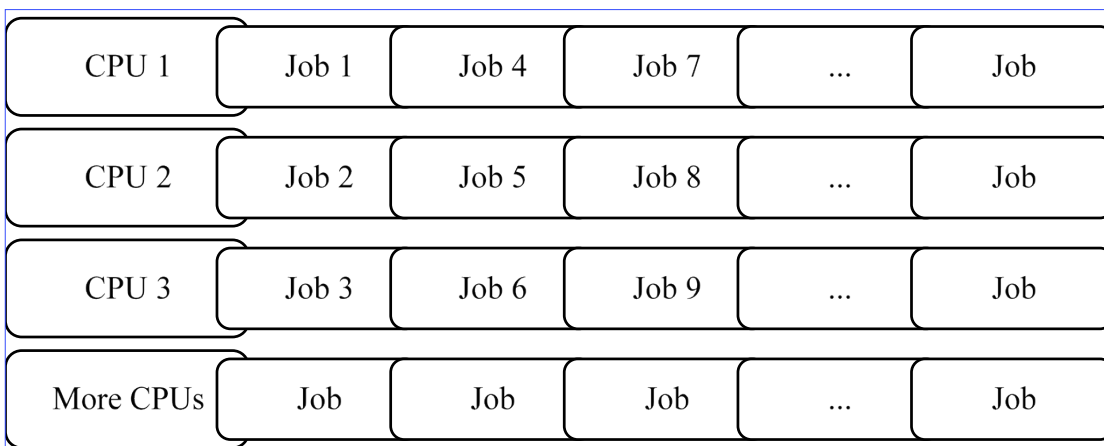 CPU 1 Job 1 Job 4 Job 7 ... Job
CPU 2 Job 2 Job 5 Job 8 ... Job
CPU 3 Job 3 Job 6 Job 9 ... Job
More CPUs Job Job Job ... Job